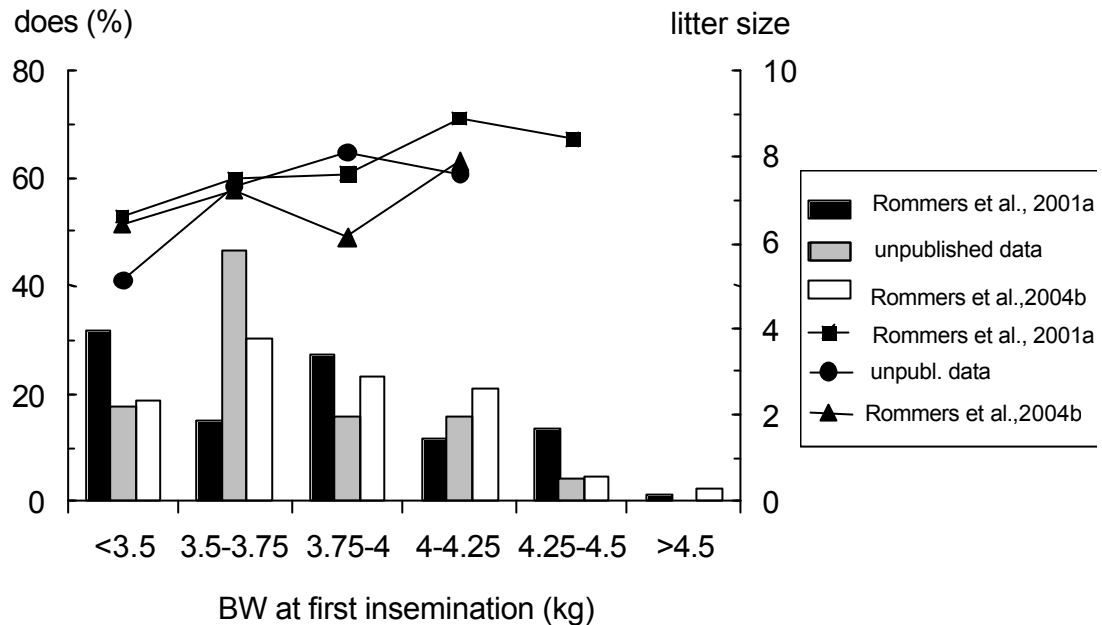 does (%)
litter size
80
60
40
20
0
10
8
6
4
2
0
<3.5 3.5-3.75 3.75-4 4-4.25 4.25-4.5 >4.5
BW at first insemination (kg)
Rommers et al., 2001a
unpublished data
Rommers et al.,2004b
Rommers et al., 2001a
unpubl. data
Rommers et al.,2004b